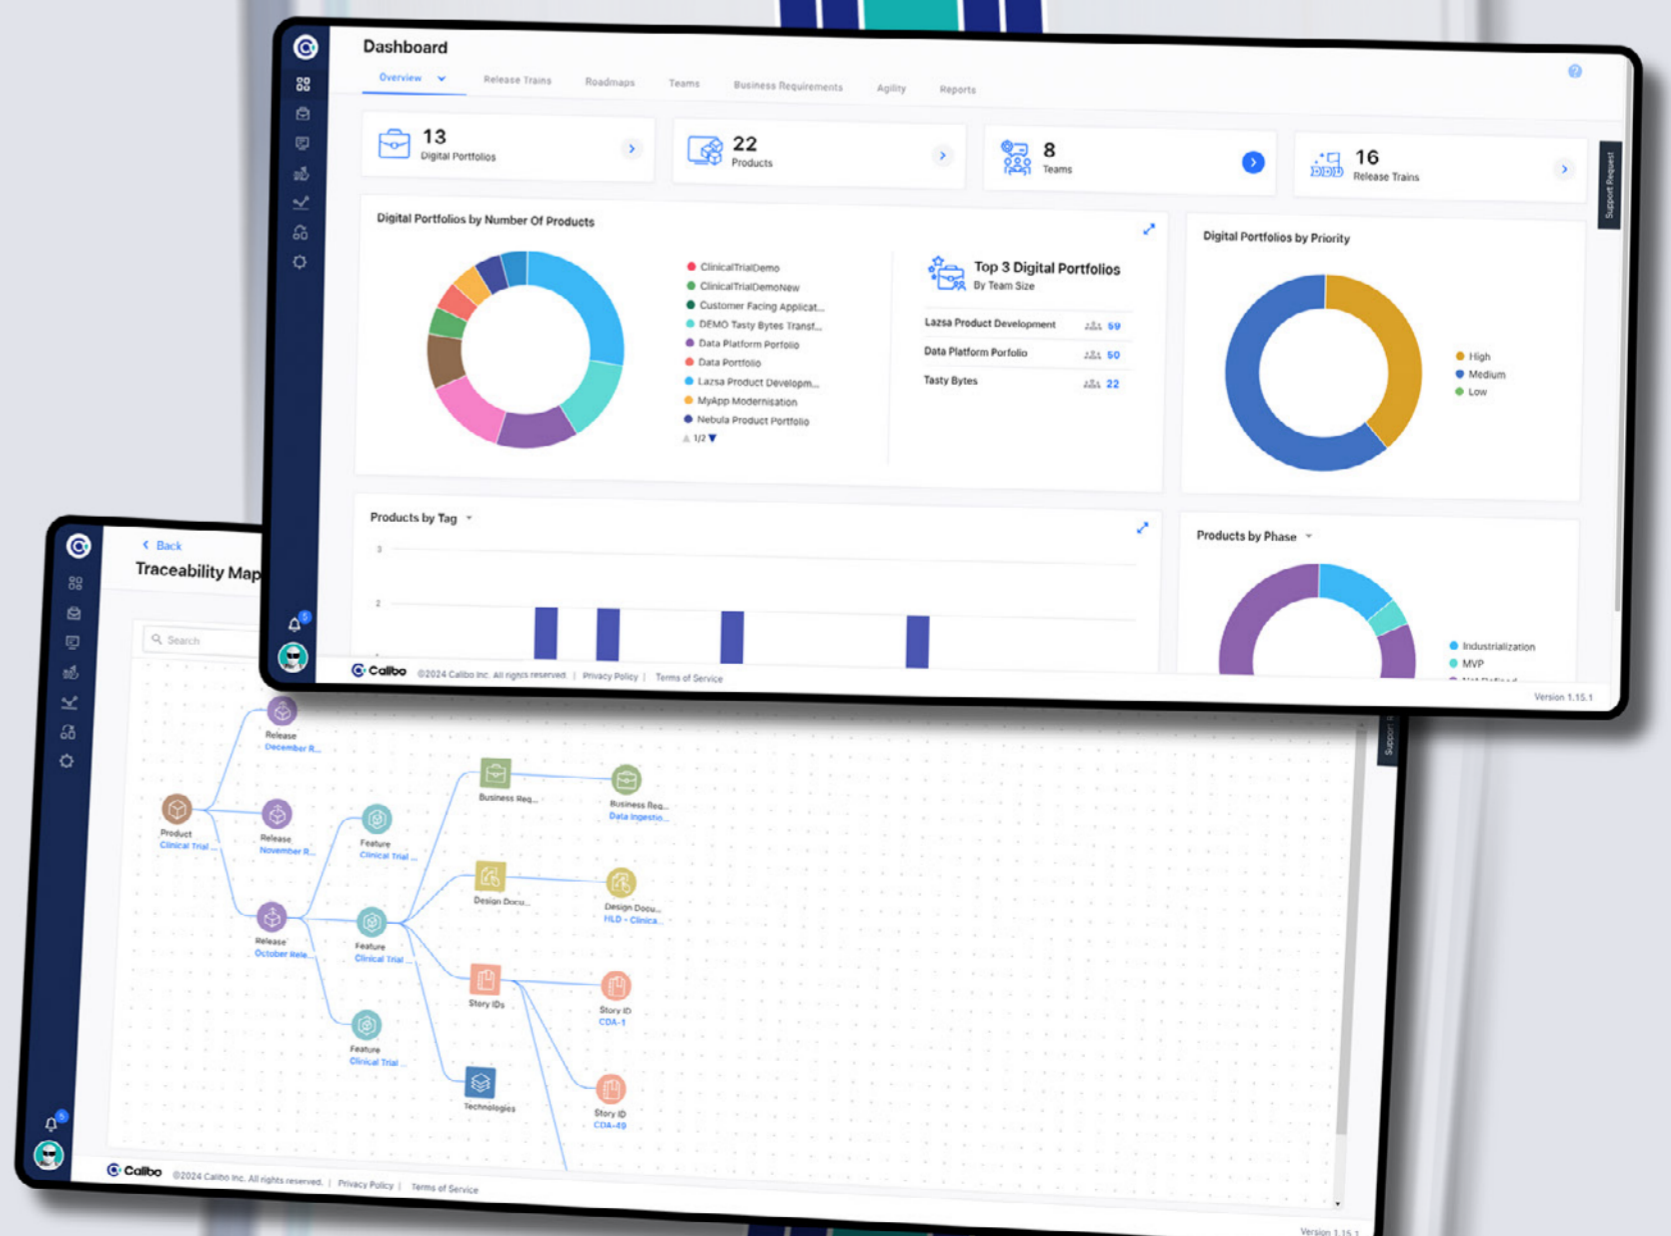 Dashboard
Overview
Release Trains
Roadmaps
Teams
Business Requirements
Agility
Reports
13
Digital Portfolios
22
Products
8
Teams
16
Release Trains
Support Request
Digital Portfolios by Number Of Products
ClinicalTrialDemo
ClinicalTrialDemoNew
Customer Facing Applicat...
DEMO Tasty Bytes Transf...
Data Platform Porfolio
Data Portfolio
Lazsa Product Developm...
MyApp Modernisation
Nebula Product Portfolio
1/2
Top 3 Digital Portfolios
By Team Size
Lazsa Product Development 59
Data Platform Porfolio 50
Tasty Bytes 22
Digital Portfolios by Priority
High
Medium
Low
Products by Tag
3
2
Products by Phase
Industrialization
MVP
5
Calibo ©2024 Calibo Inc. All rights reserved. | Privacy Policy | Terms of Service
Version 1.15.1
Back
Traceability Map
Search
Release
December R...
Product
Clinical Trial ...
Release
November R...
Feature
Clinical Trial ...
Business Req...
Business Req...
Data Ingestio...
Release
October Rele...
Feature
Clinical Trial ...
Design Docu...
Design Docu...
HLD - Clinica...
Story IDs
Story ID
CDA-1
Feature
Clinical Trial ...
Technologies
Story ID
CDA-49
Support R
5
Calibo ©2024 Calibo Inc. All rights reserved. | Privacy Policy | Terms of Service
Version 1.15.1